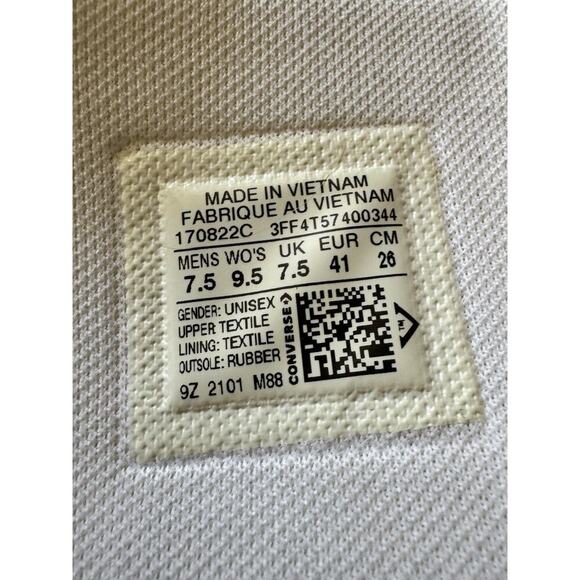 MADE IN VIETNAM
FABRIQUE AU VIETNAM
170822C 3FF4T57400344
MENS WO'S UK EUR CM
7.5 9.5 7.5 41 26
GENDER: UNISEX
UPPER: TEXTILE
LINING: TEXTILE
OUTSOLE: RUBBER
CONVERSE
TM
9Z 2101 M88